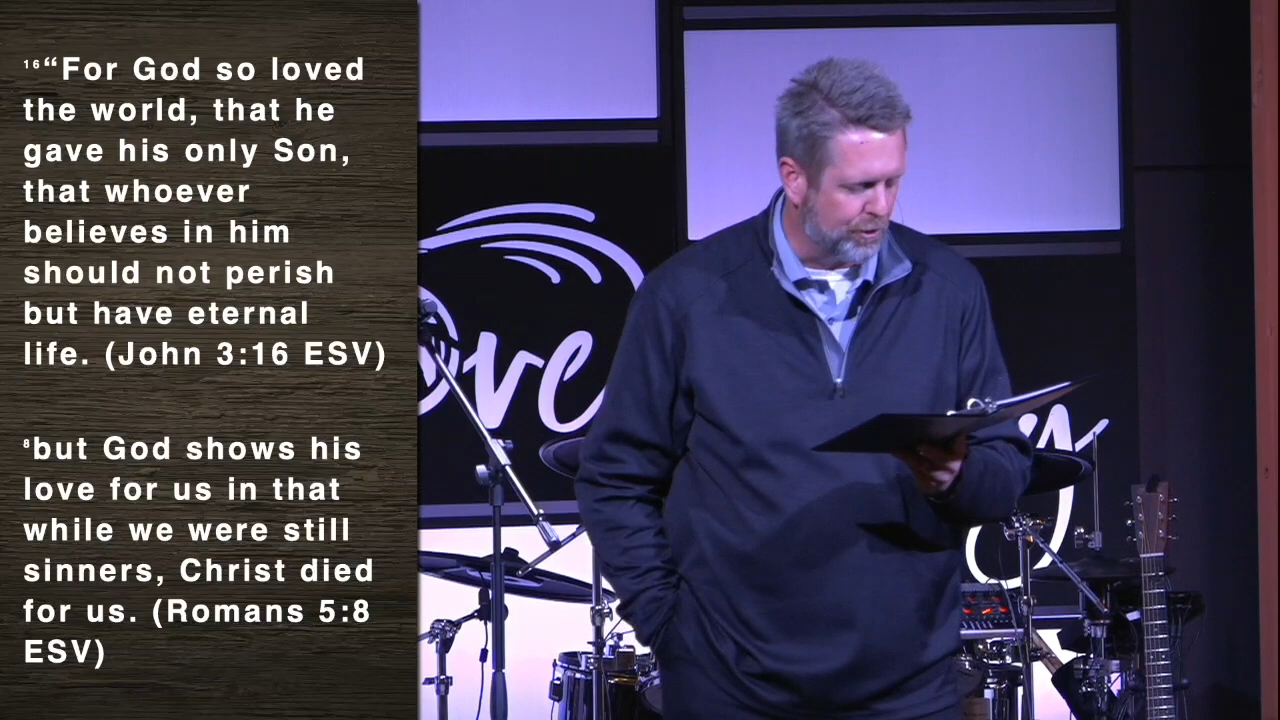 16“For God so loved
the world, that he
gave his only Son,
that whoever
believes in him
should not perish
but have eternal
life. (John 3:16 ESV)
8but God shows his
love for us in that
while we were still
sinners, Christ died
for us. (Romans 5:8
ESV)